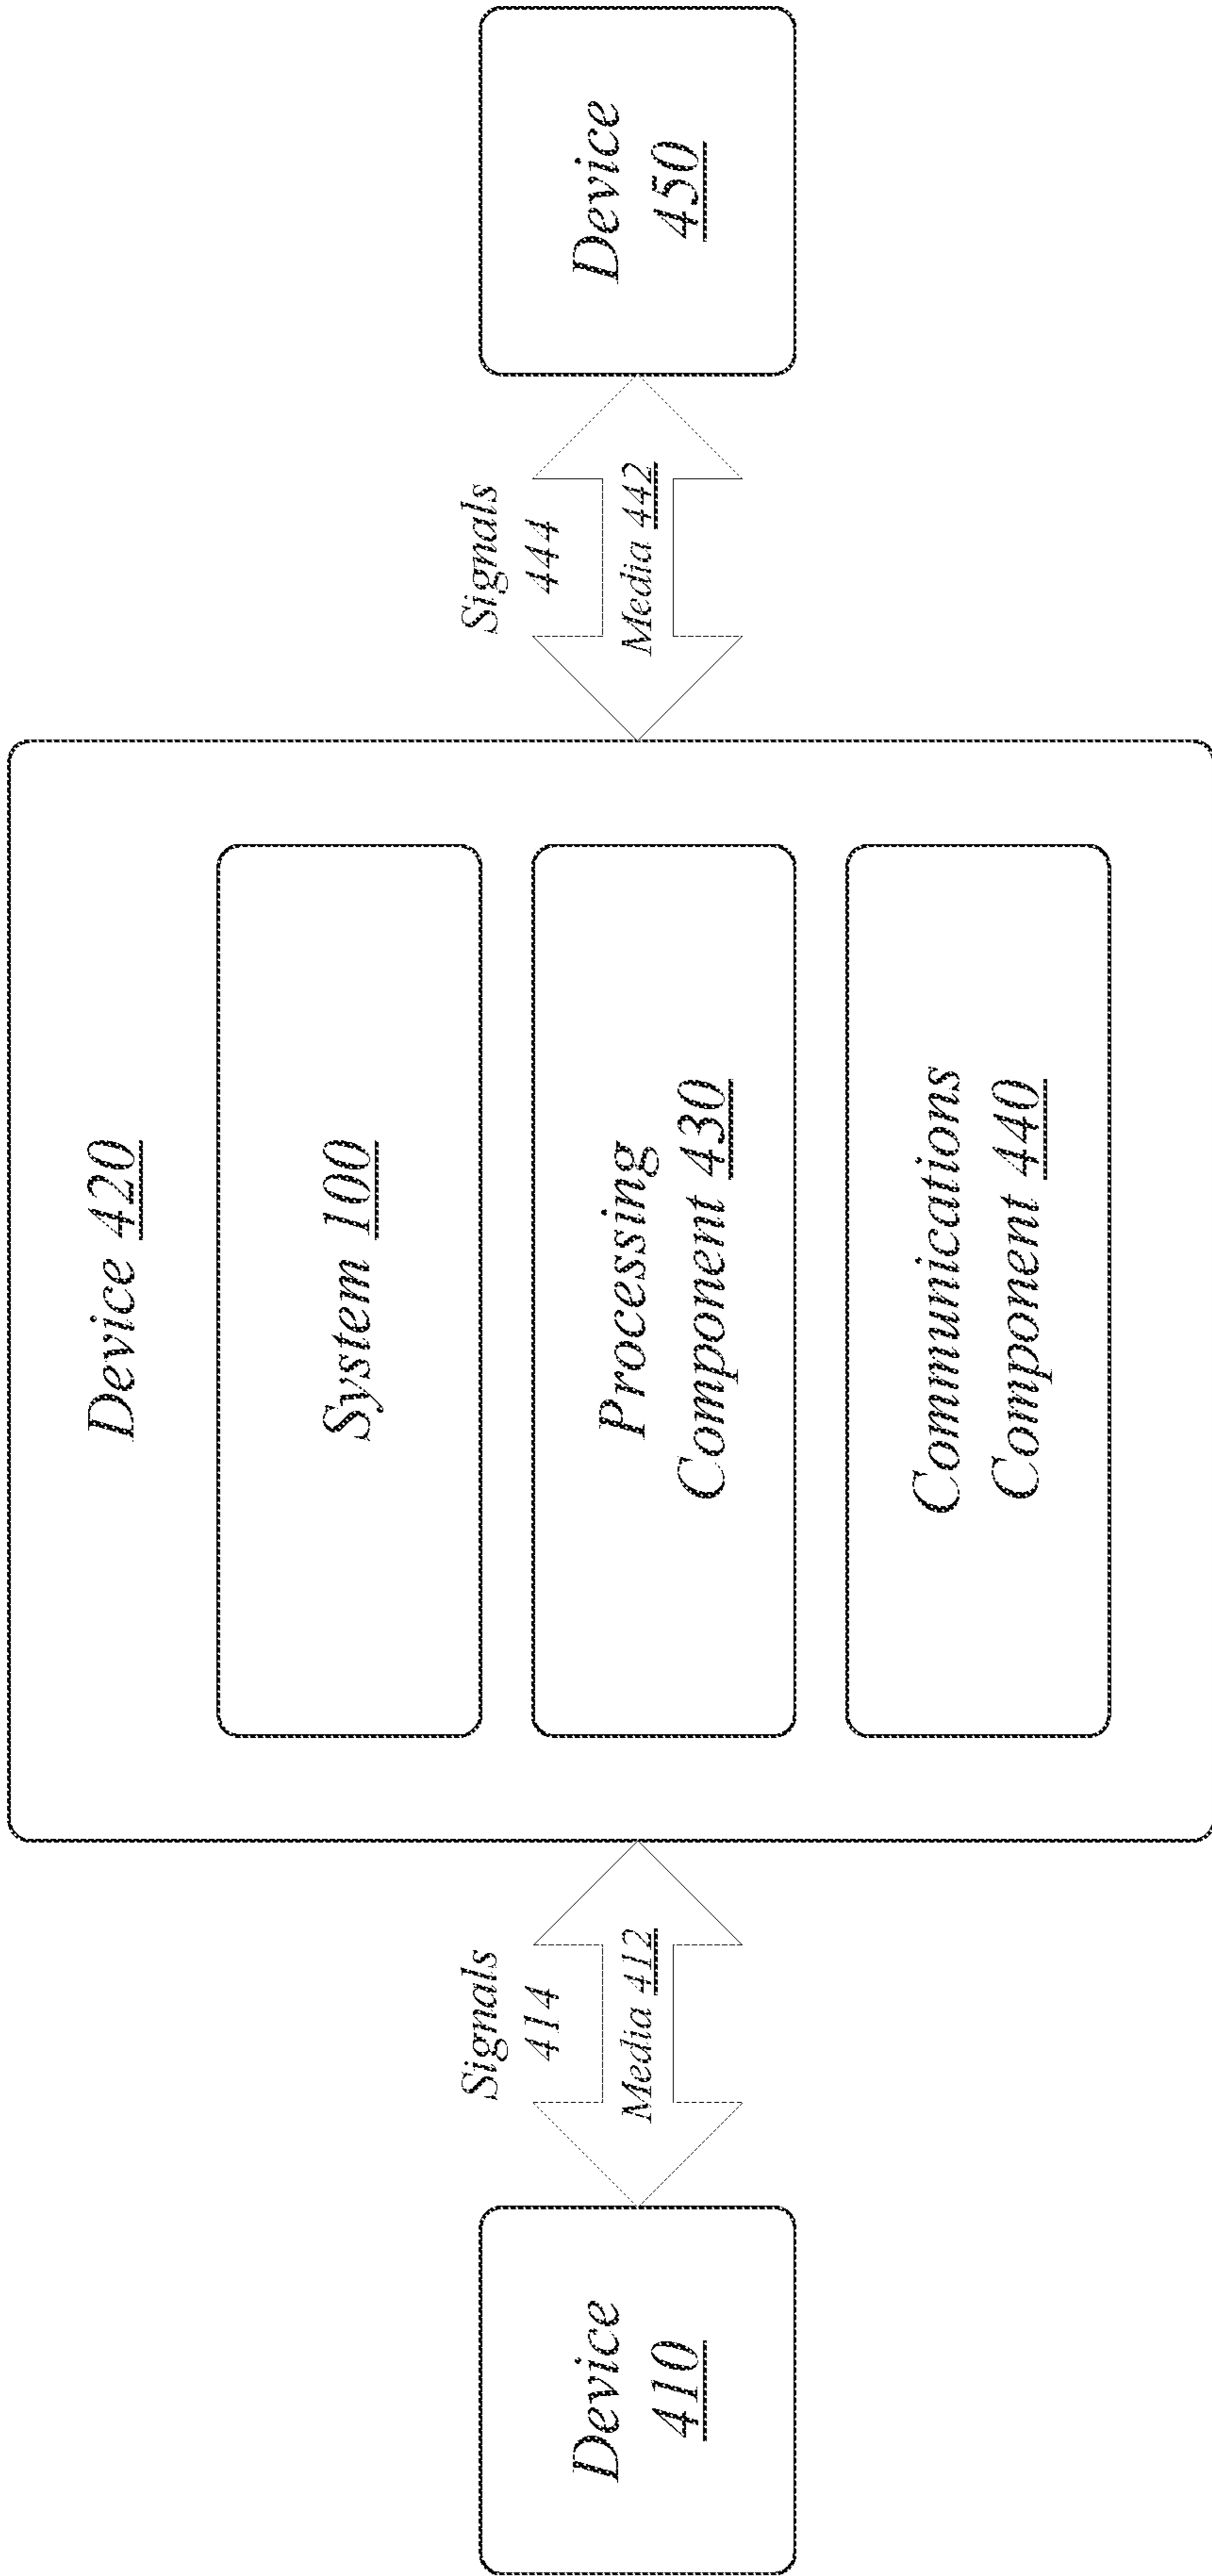 Device 420
System 100
Processing
Component 430
Communications
Component 440
Device
410
Signals
414
Media 412
Signals
444
Media 442
Device
450